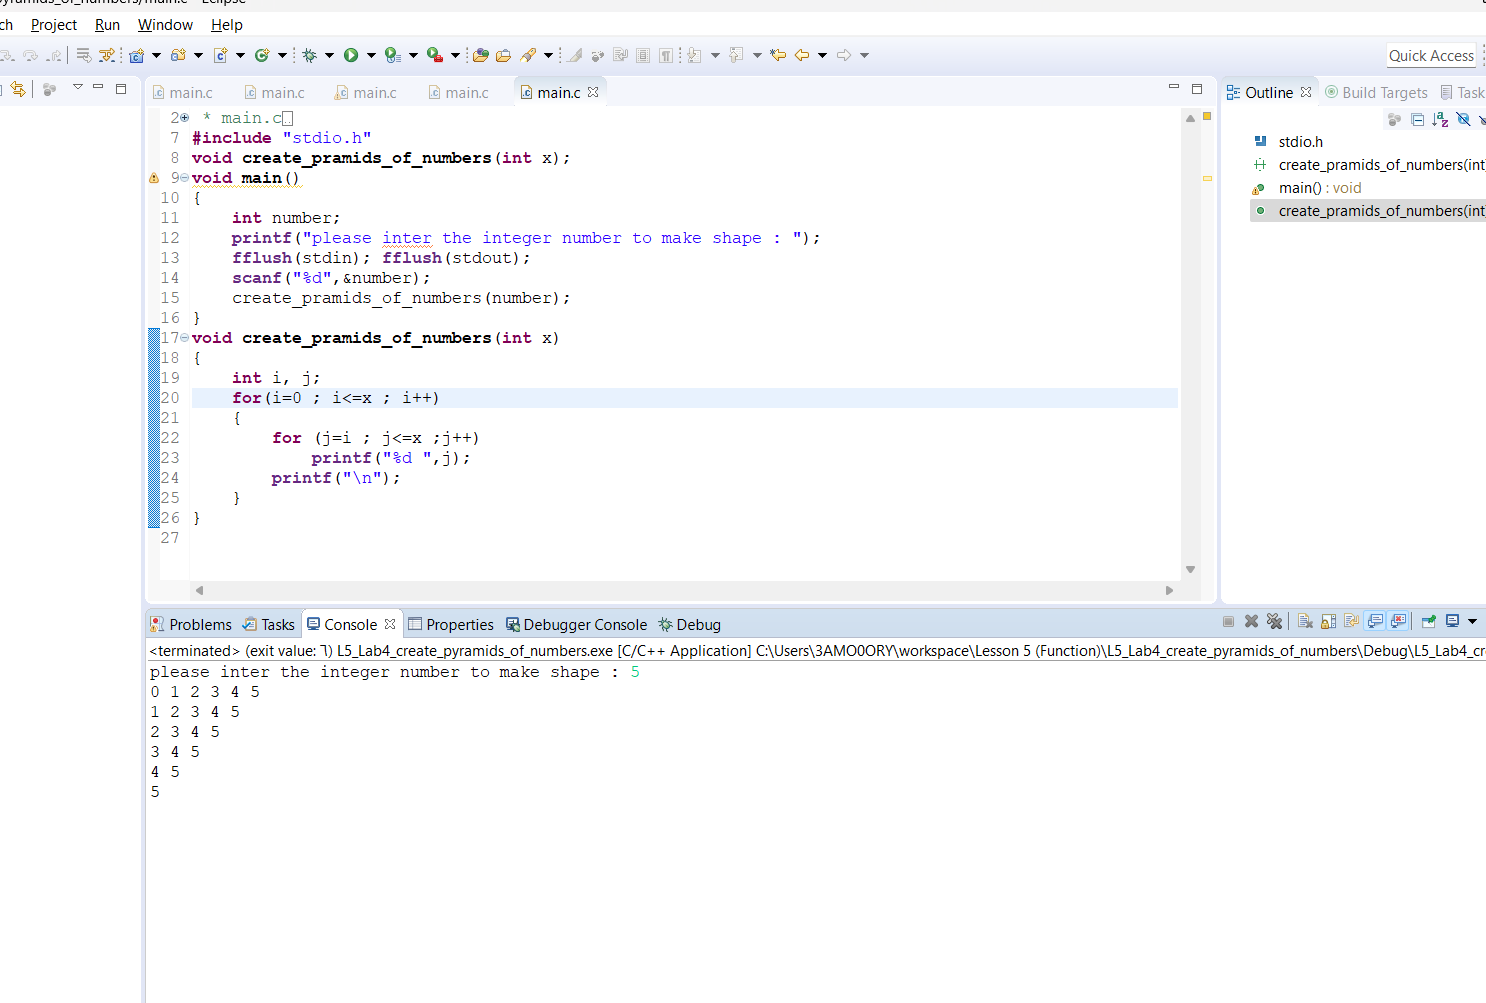 pyramids_of_numbers/main.c - Eclipse
ch Project Run Window Help
Quick Access
main.c main.c main.c main.c main.c
Outline Build Targets Task
2 * main.c
7 #include "stdio.h"
8 void create_pramids_of_numbers(int x);
9 void main()
10 {
11 int number;
12 printf("please inter the integer number to make shape : ");
13 fflush(stdin); fflush(stdout);
14 scanf("%d",&number);
15 create_pramids_of_numbers(number);
16 }
17 void create_pramids_of_numbers(int x)
18 {
19 int i, j;
20 for(i=0 ; i<=x ; i++)
21 {
22 for (j=i ; j<=x ;j++)
23 printf("%d ",j);
24 printf("\n");
25 }
26 }
27
stdio.h
create_pramids_of_numbers(int
main() : void
create_pramids_of_numbers(int
Problems Tasks Console Properties Debugger Console Debug
<terminated> (exit value: ٦) L5_Lab4_create_pyramids_of_numbers.exe [C/C++ Application] C:\Users\3AMO0ORY\workspace\Lesson 5 (Function)\L5_Lab4_create_pyramids_of_numbers\Debug\L5_Lab4_cr
please inter the integer number to make shape : 5
0 1 2 3 4 5
1 2 3 4 5
2 3 4 5
3 4 5
4 5
5